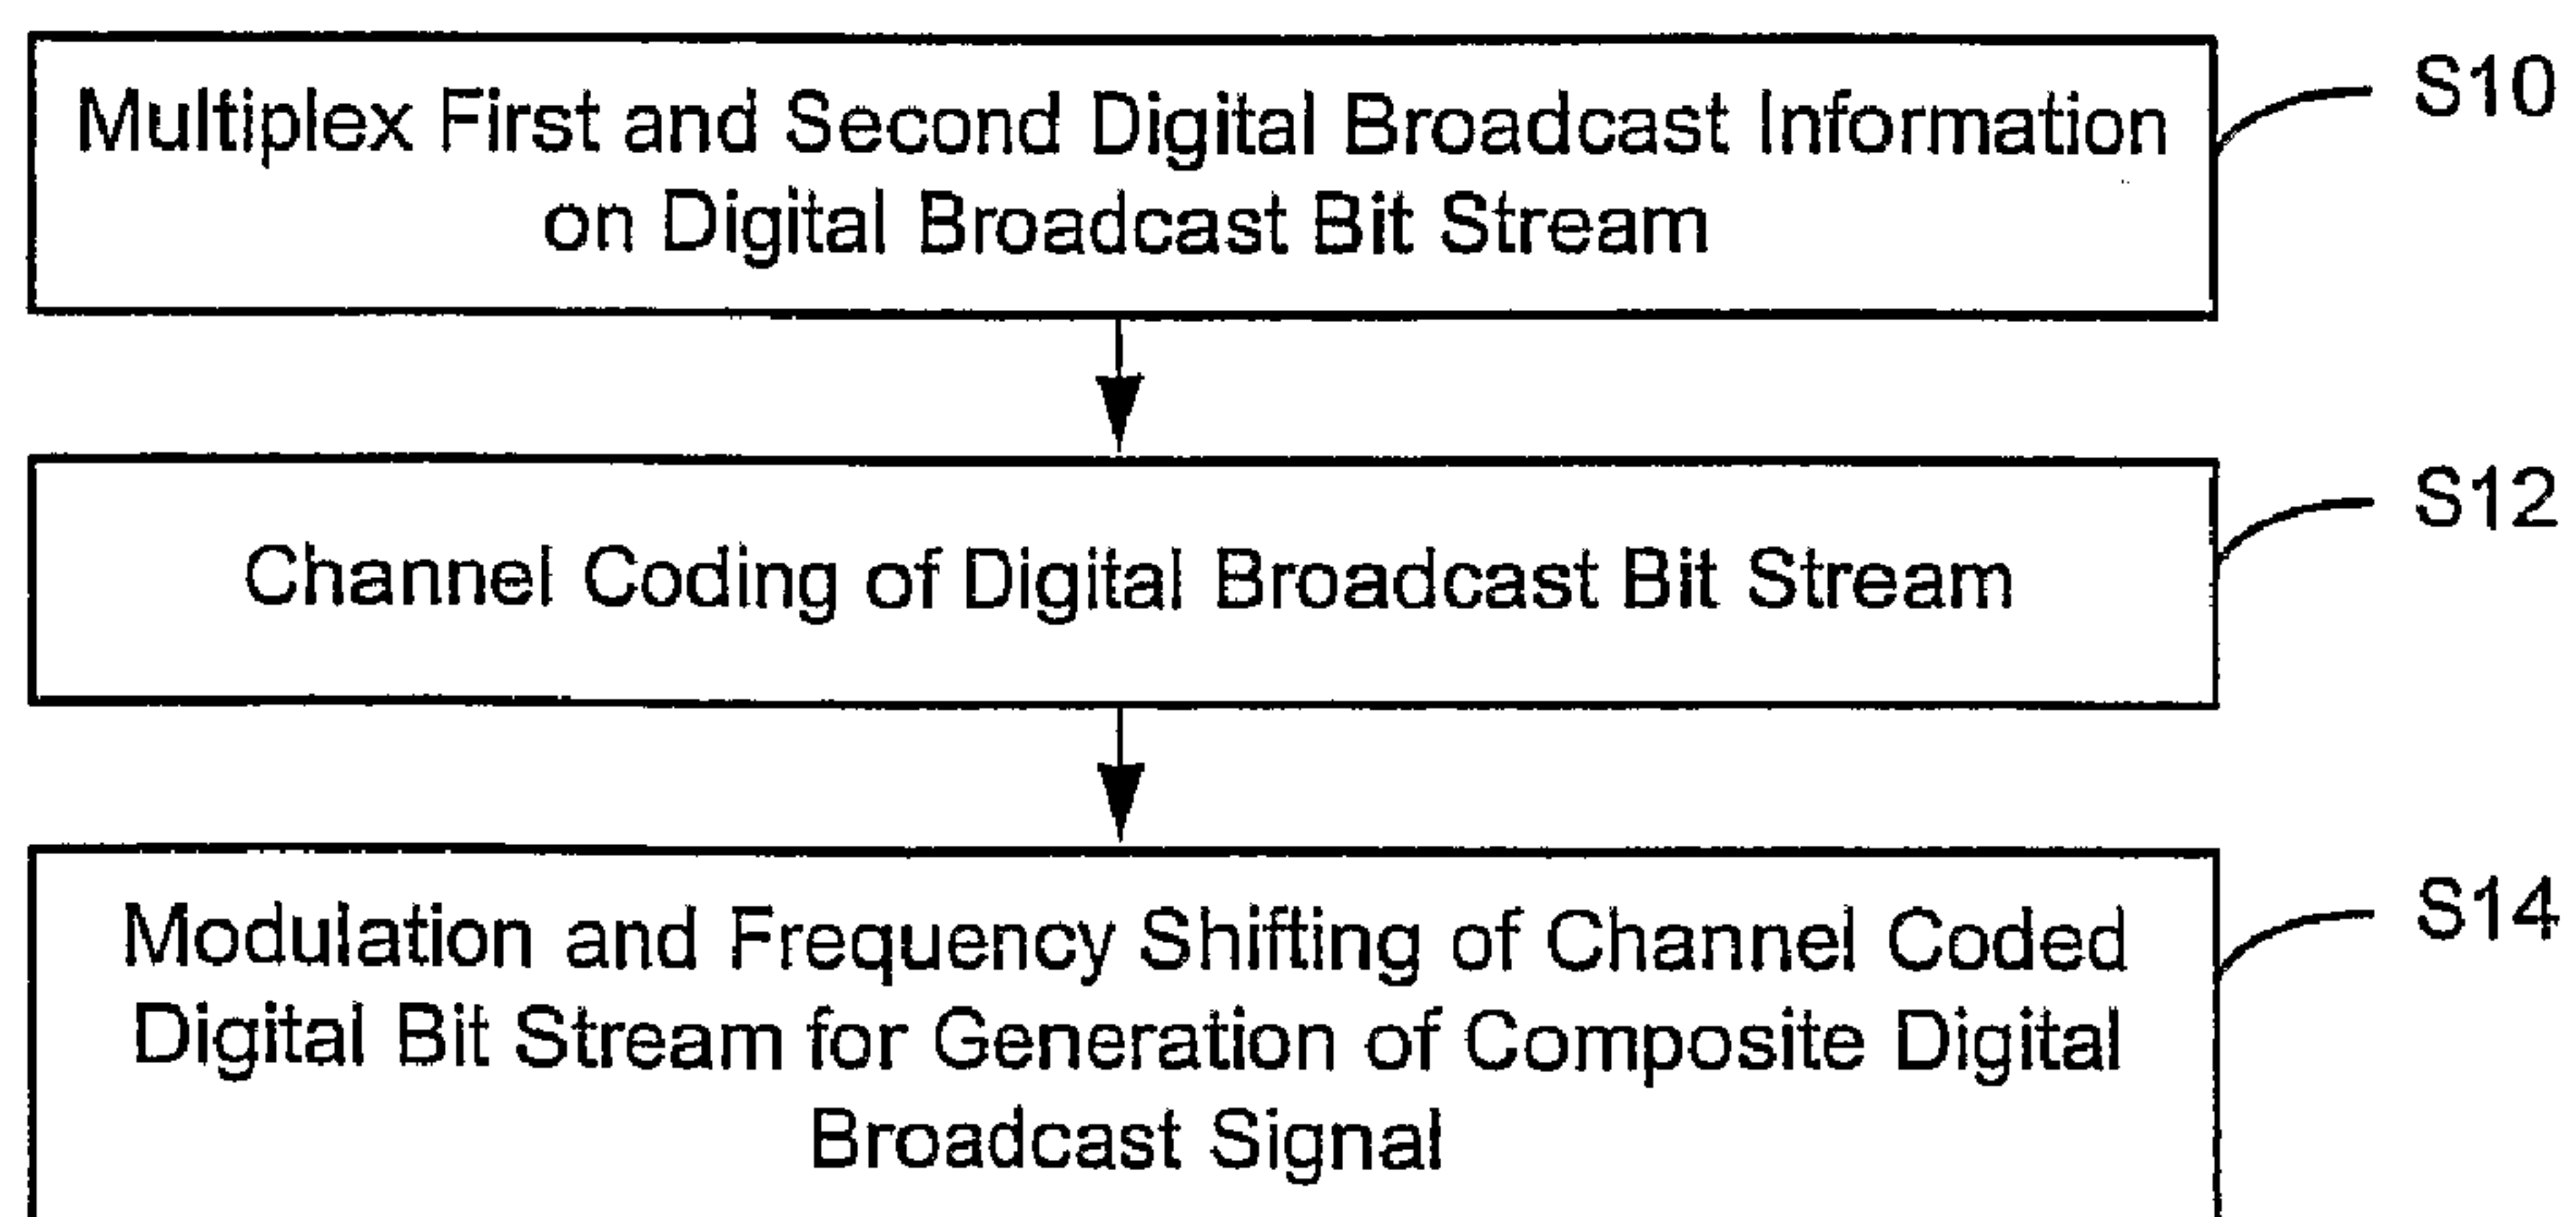 Multiplex First and Second Digital Broadcast Information
on Digital Broadcast Bit Stream
S10
Channel Coding of Digital Broadcast Bit Stream
S12
Modulation and Frequency Shifting of Channel Coded
Digital Bit Stream for Generation of Composite Digital
Broadcast Signal
S14